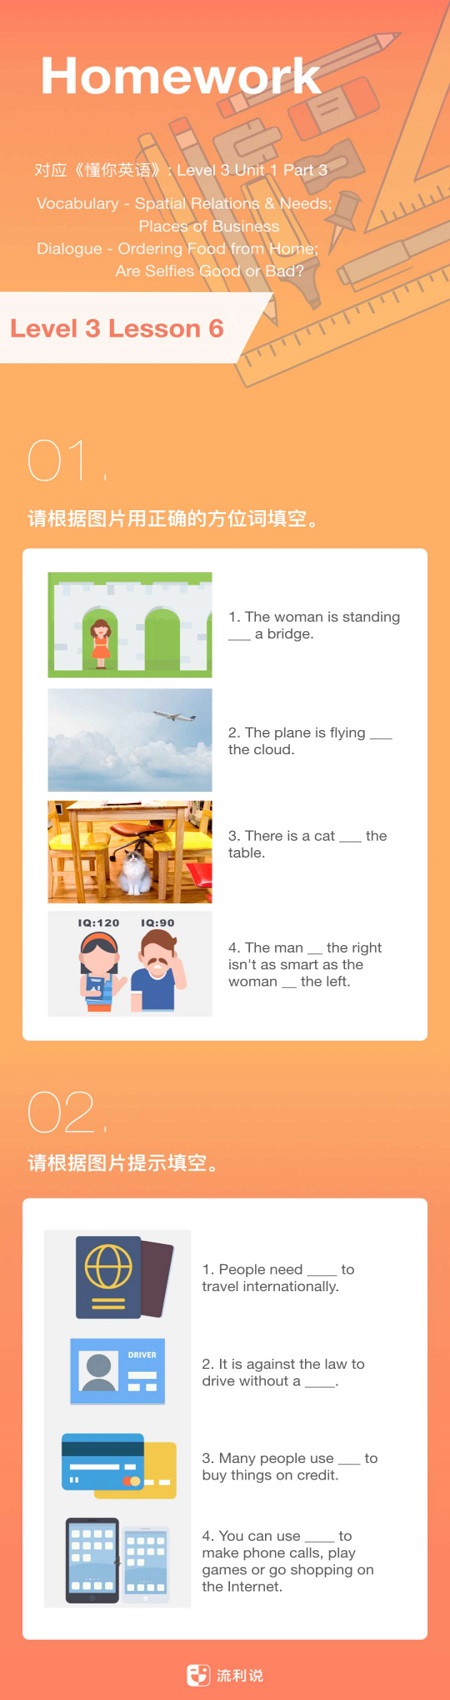 Homework
对应《懂你英语》: Level 3 Unit 1 Part 3
Vocabulary - Spatial Relations & Needs;
Places of Business
Dialogue - Ordering Food from Home;
Are Selfies Good or Bad?
Level 3 Lesson 6
01.
请根据图片用正确的方位词填空。
1. The woman is standing
___ a bridge.
2. The plane is flying ___
the cloud.
3. There is a cat ___ the
table.
IQ:120 IQ:90
4. The man __ the right
isn't as smart as the
woman __ the left.
02.
请根据图片提示填空。
1. People need ____ to
travel internationally.
DRIVER
2. It is against the law to
drive without a ____.
3. Many people use ___ to
buy things on credit.
4. You can use ____ to
make phone calls, play
games or go shopping on
the Internet.
流利说